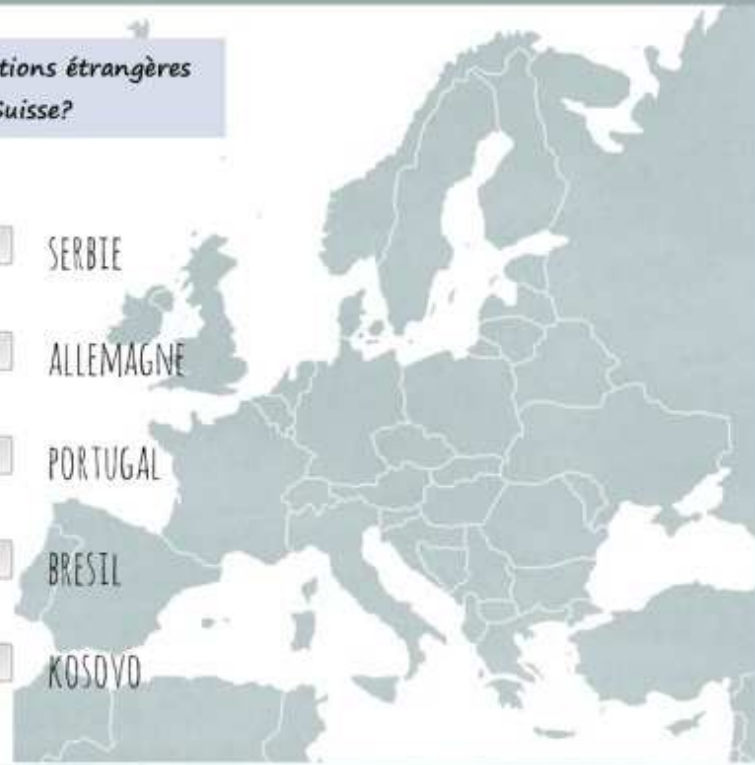 tions étrangères
Suisse?
SERBIE
ALLEMAGNE
PORTUGAL
BRESIL
KOSOVO